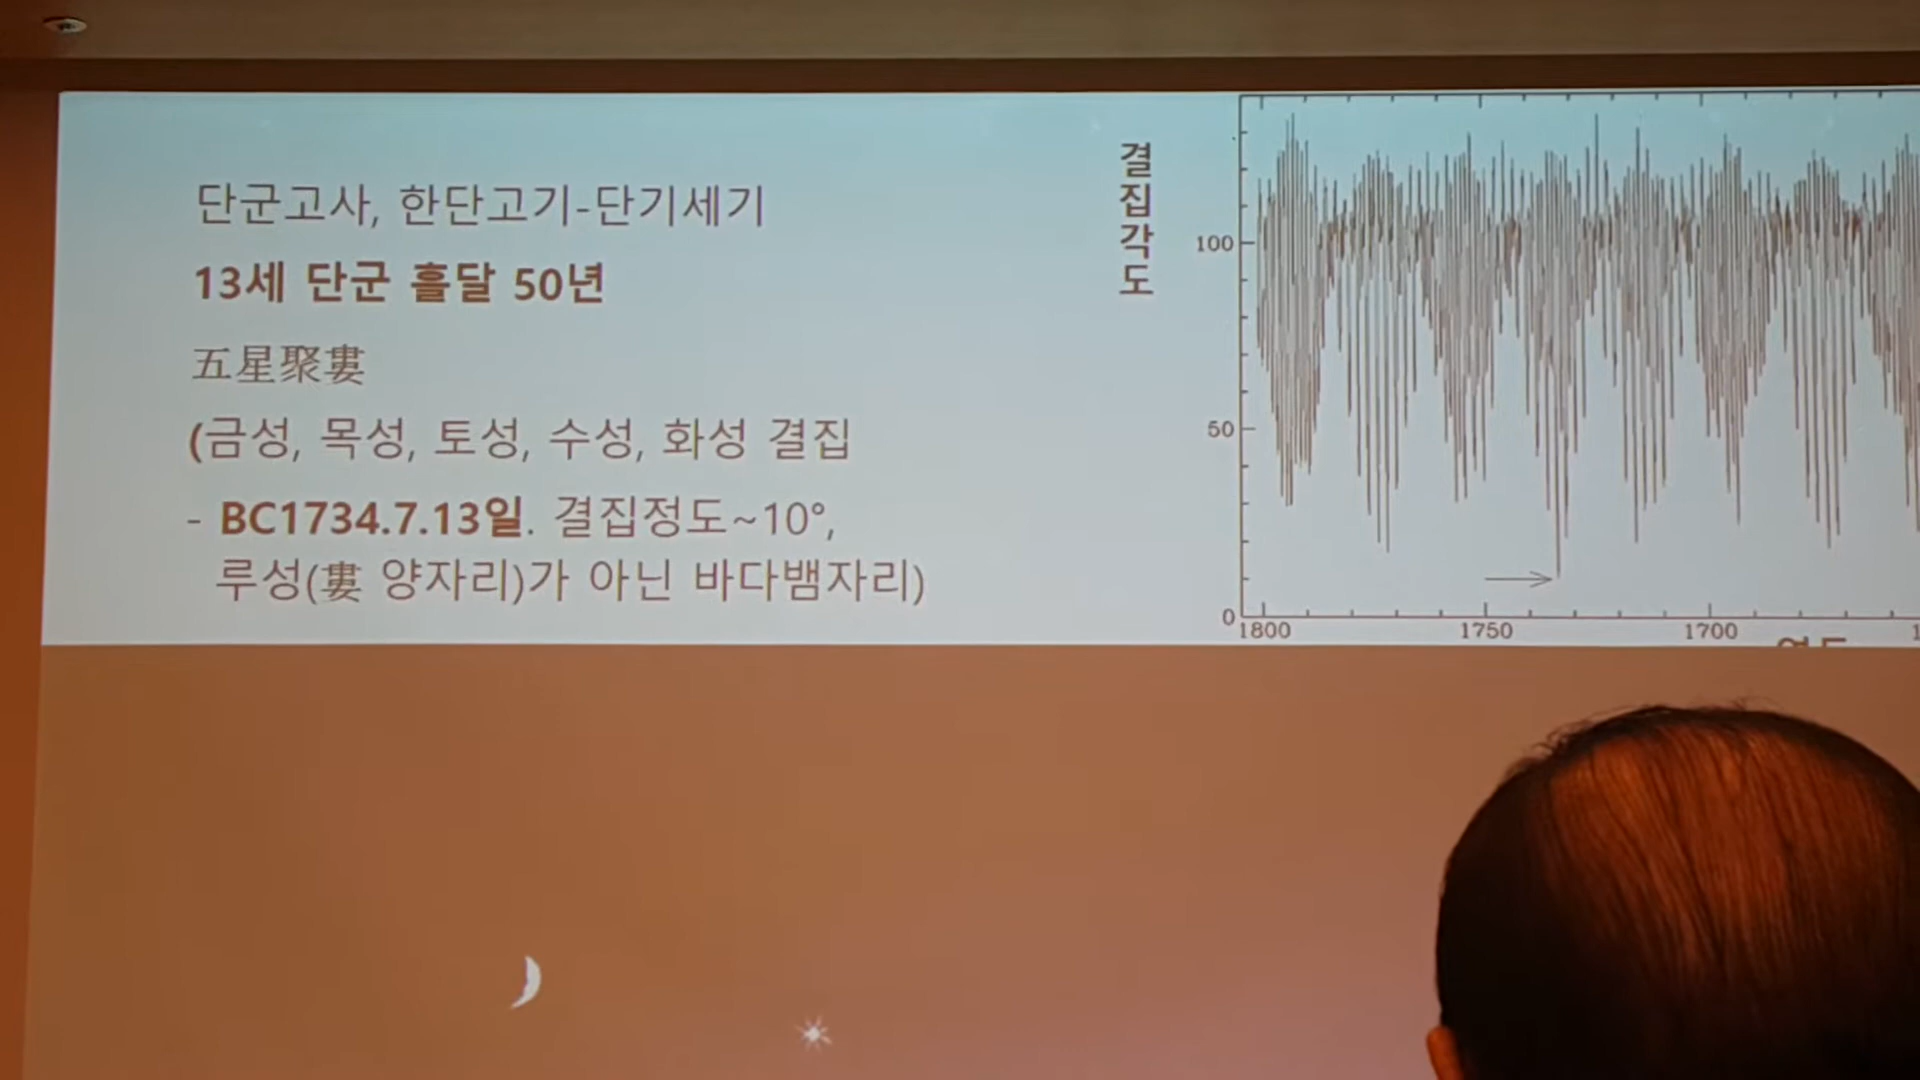 단군고사, 한단고기-단기세기
13세 단군 흘달 50년
五星聚婁
(금성, 목성, 토성, 수성, 화성 결집
- BC1734.7.13일. 결집정도~10°,
루성(婁 양자리)가 아닌 바다뱀자리)
결집각도
100
50
0
1800
1750
1700